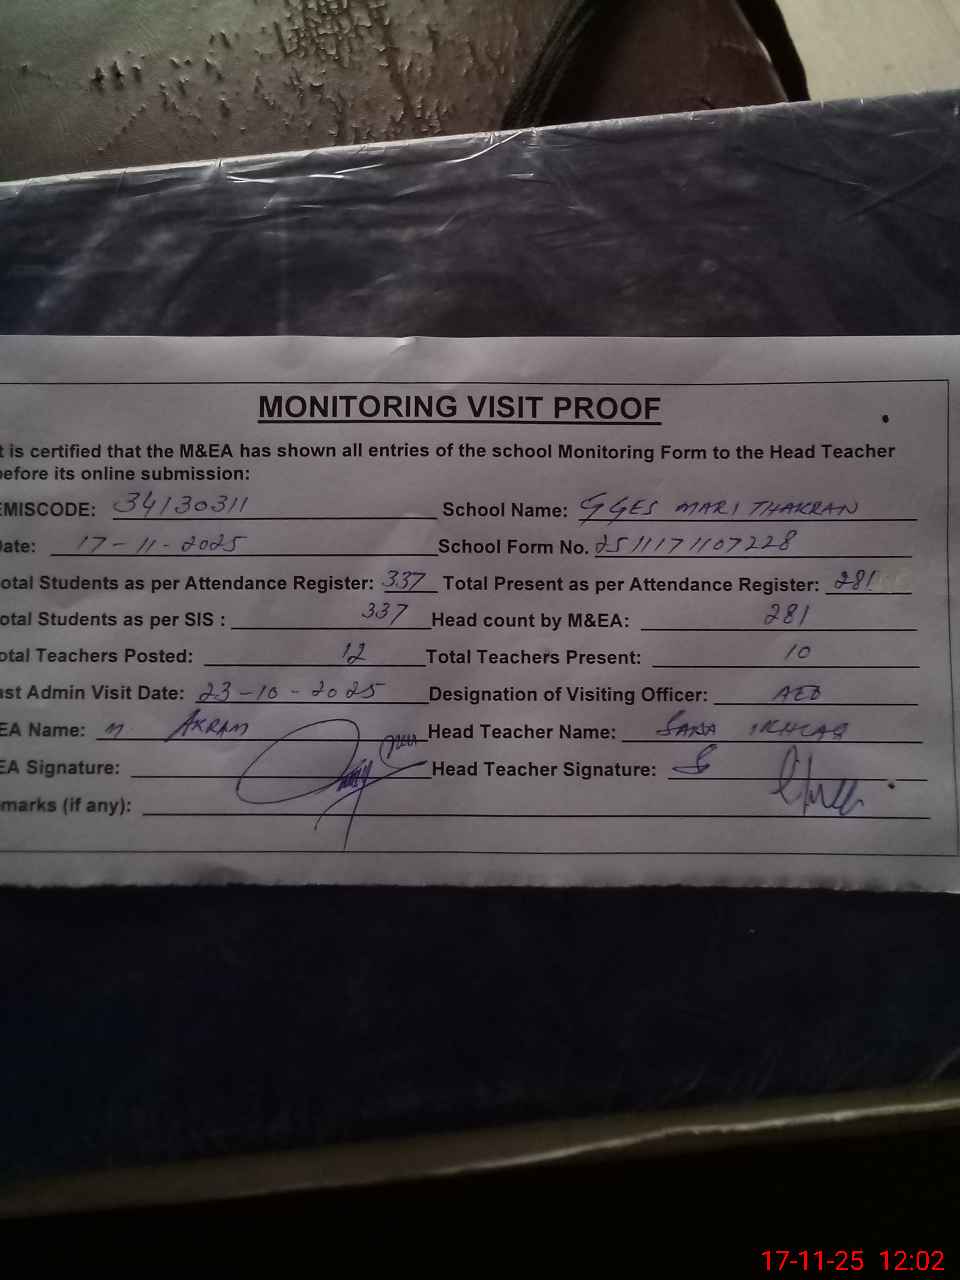 MONITORING VISIT PROOF
t is certified that the M&EA has shown all entries of the school Monitoring Form to the Head Teacher
before its online submission:
EMISCODE: 34130311 School Name: GGES MARI THAKRAN
ate: 17-11-2025 School Form No. 2511171107228
otal Students as per Attendance Register: 337 Total Present as per Attendance Register: 281
otal Students as per SIS : 337 Head count by M&EA: 281
otal Teachers Posted: 12 Total Teachers Present: 10
ast Admin Visit Date: 23-10-2025 Designation of Visiting Officer: AEO
EA Name: M. AKRAM Head Teacher Name: SANA IKHLAQ
EA Signature: Head Teacher Signature:
marks (if any):
17-11-25 12:02